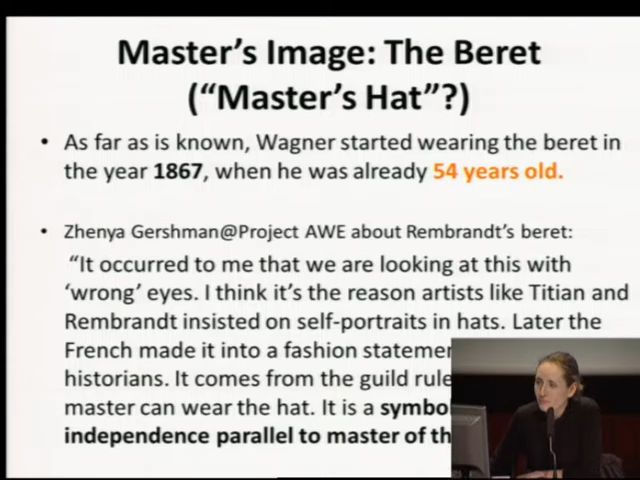 Master's Image: The Beret
("Master's Hat"?)
• As far as is known, Wagner started wearing the beret in
the year 1867, when he was already 54 years old.
• Zhenya Gershman@Project AWE about Rembrandt's beret:
"It occurred to me that we are looking at this with
'wrong' eyes. I think it's the reason artists like Titian and
Rembrandt insisted on self-portraits in hats. Later the
French made it into a fashion
historians. It comes from the guild
master can wear the hat. It is a
independence parallel to master of